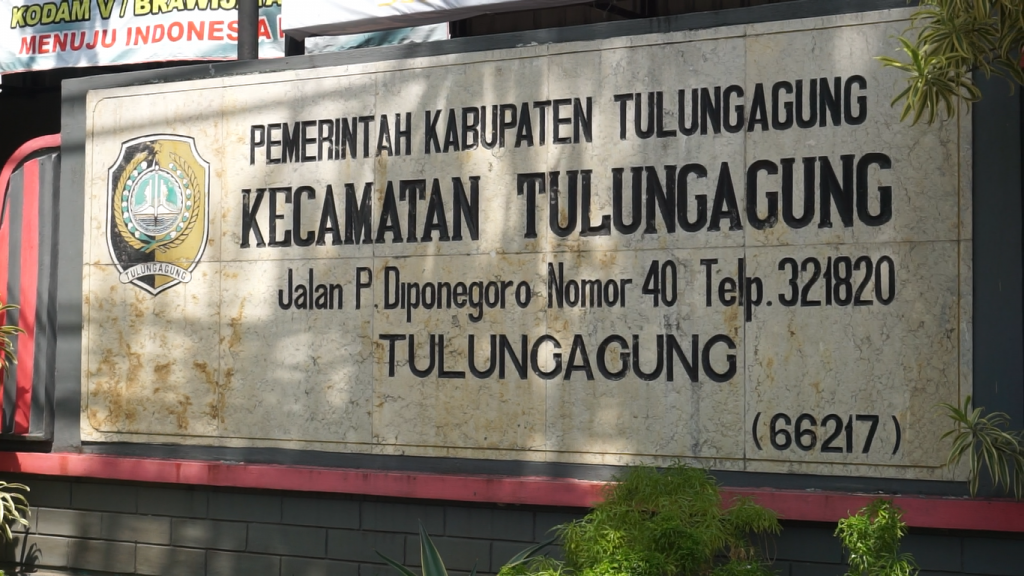 KODAM V / BRAWIJAYA
MENUJU INDONESIA
PEMERINTAH KABUPATEN TULUNGAGUNG
KECAMATAN TULUNGAGUNG
TULUNGAGUNG
Jalan P. Diponegoro Nomor 40 Telp. 321820
TULUNGAGUNG
(66217)